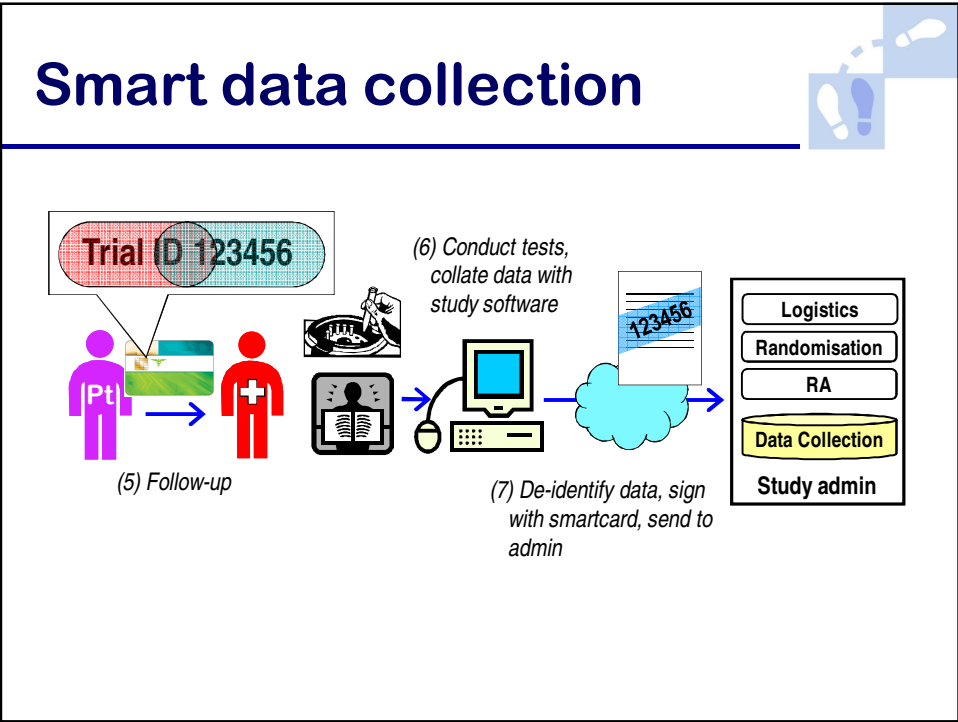 Smart data collection
Trial ID 123456
Pt
(5) Follow-up
(6) Conduct tests,
collate data with
study software
123456
(7) De-identify data, sign
with smartcard, send to
admin
Logistics
Randomisation
RA
Data Collection
Study admin